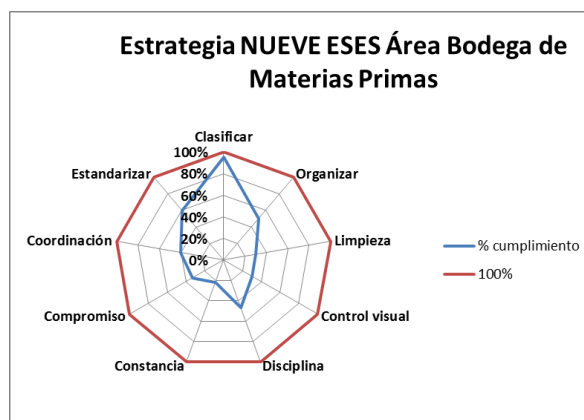 Estrategia NUEVE ESES Área Bodega de
Materias Primas
Clasificar
100%
80%
60%
40%
20%
0%
Organizar
Limpieza
Control visual
Disciplina
Constancia
Compromiso
Coordinación
Estandarizar
% cumplimiento
100%